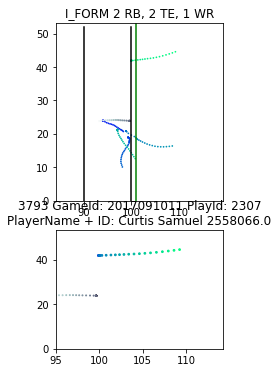 I_FORM 2 RB, 2 TE, 1 WR
50
40
30
20
10
0
90 100 110
3793 GameId: 2017091011 PlayId: 2307
PlayerName + ID: Curtis Samuel 2558066.0
40
20
0
95 100 105 110